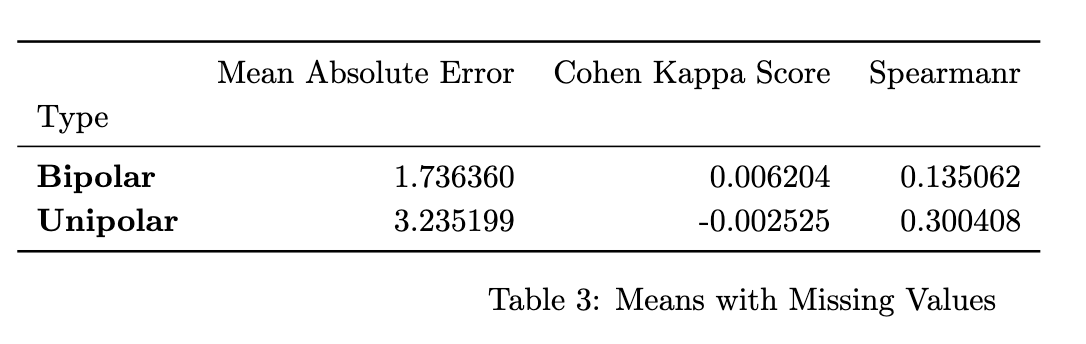 Mean Absolute Error Cohen Kappa Score Spearmanr
Type
Bipolar 1.736360 0.006204 0.135062
Unipolar 3.235199 -0.002525 0.300408
Table 3: Means with Missing Values